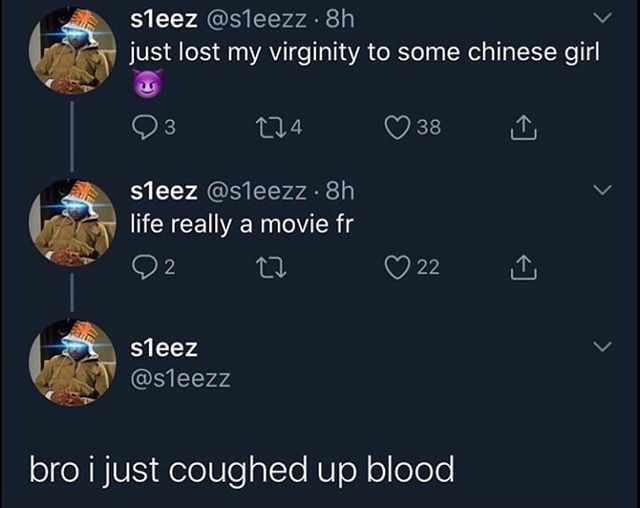 s1eez @s1eezz · 8h
just lost my virginity to some chinese girl
😈
3 4 38
s1eez @s1eezz · 8h
life really a movie fr
2 22
s1eez
@s1eezz
bro i just coughed up blood